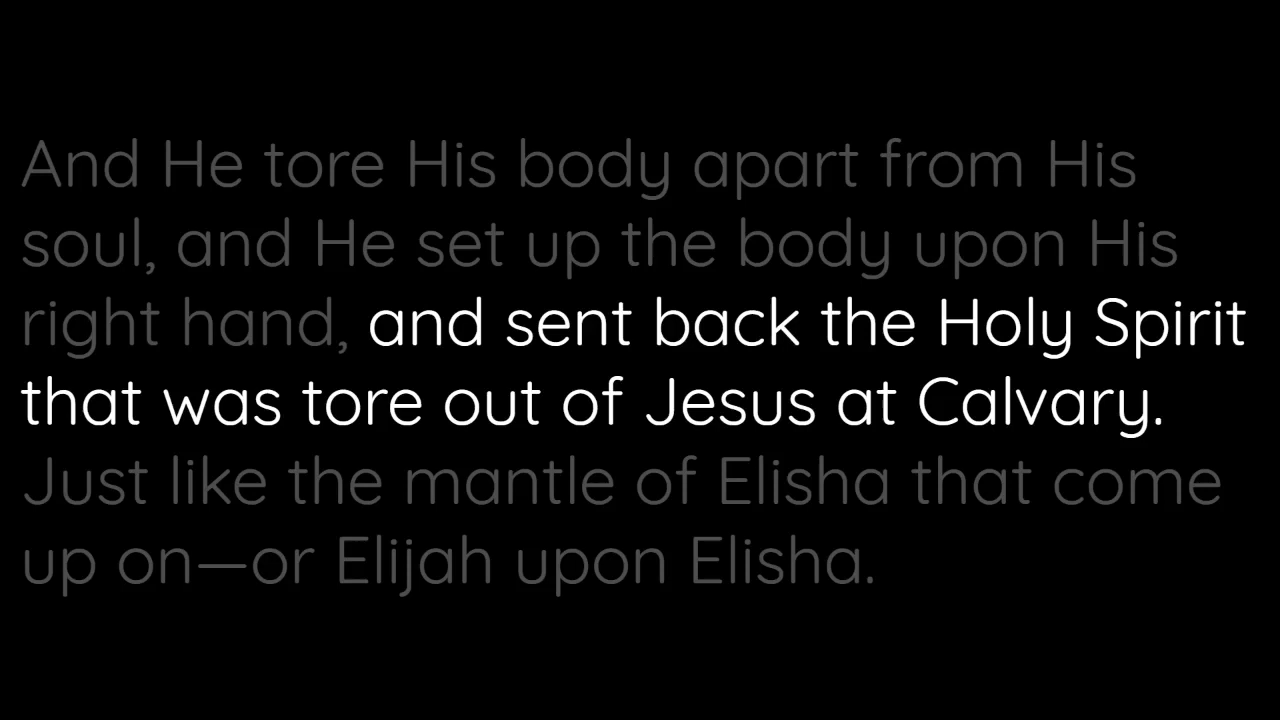 And He tore His body apart from His
soul, and He set up the body upon His
right hand, and sent back the Holy Spirit
that was tore out of Jesus at Calvary.
Just like the mantle of Elisha that come
up on—or Elijah upon Elisha.